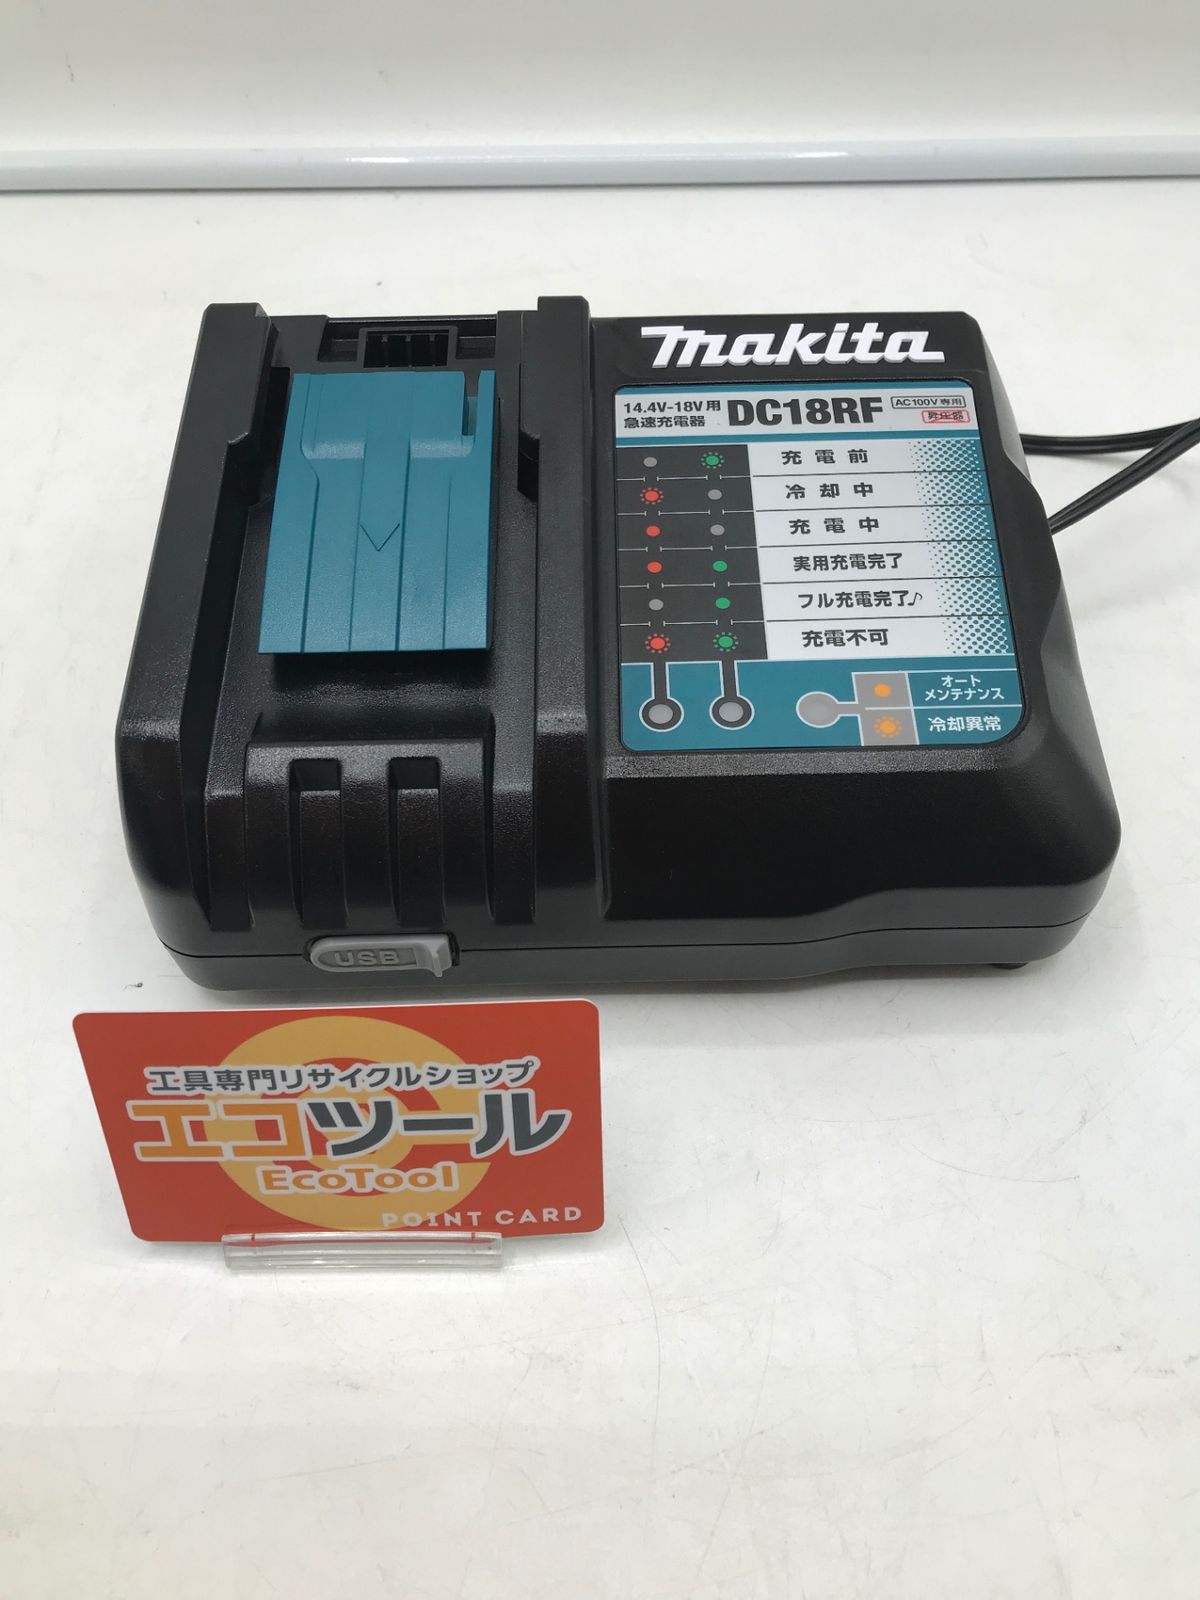 makita
14.4V-18V用
急速充電器
DC18RF
AC100V専用
昇圧器
充電前
冷却中
充電中
実用充電完了
フル充電完了♪
充電不可
オート
メンテナンス
冷却異常
USB
工具専門リサイクルショップ
エコツール
EcoTool
POINT CARD